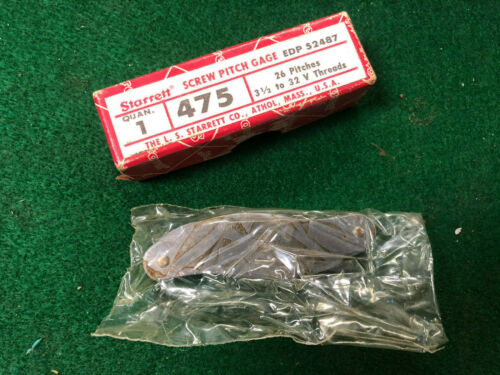 Starrett SCREW PITCH GAGE EDP 52487
QUAN.
1
475
26 Pitches
3½ to 32 V Threads
THE L. S. STARRETT CO., ATHOL, MASS., U.S.A.